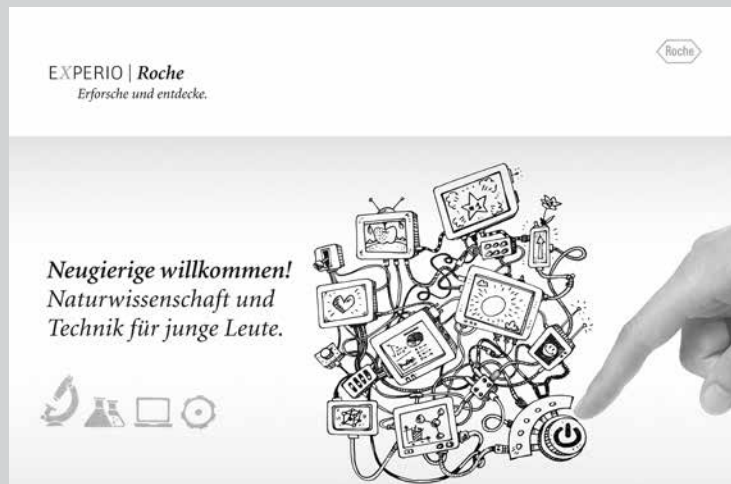 EXPERIO | Roche
Erforsche und entdecke.
Roche
Neugierige willkommen!
Naturwissenschaft und
Technik für junge Leute.